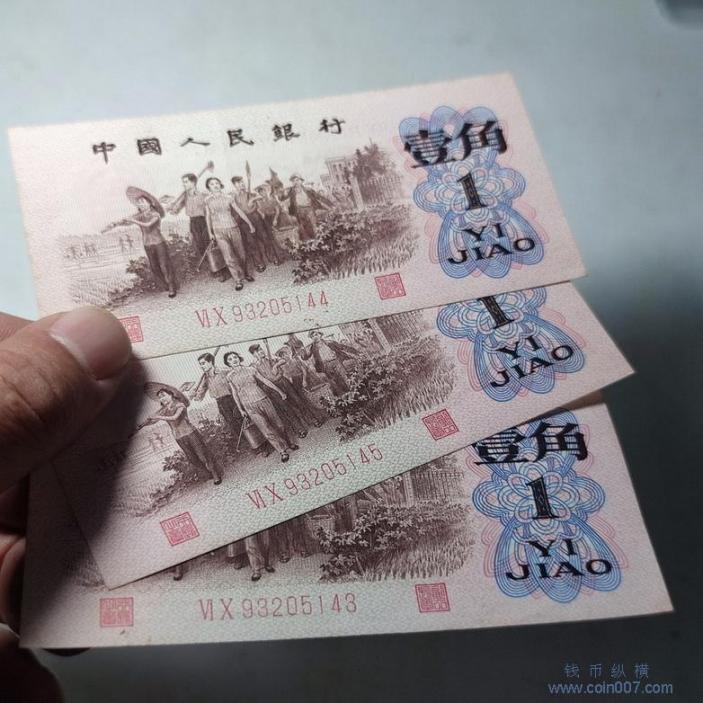 中國人民銀行
壹角
1
YI
JIAO
VI X 93205144
1
YI
JIAO
VI X 93205145
壹角
1
YI
JIAO
VI X 93205143
钱币纵横
www.coin007.com